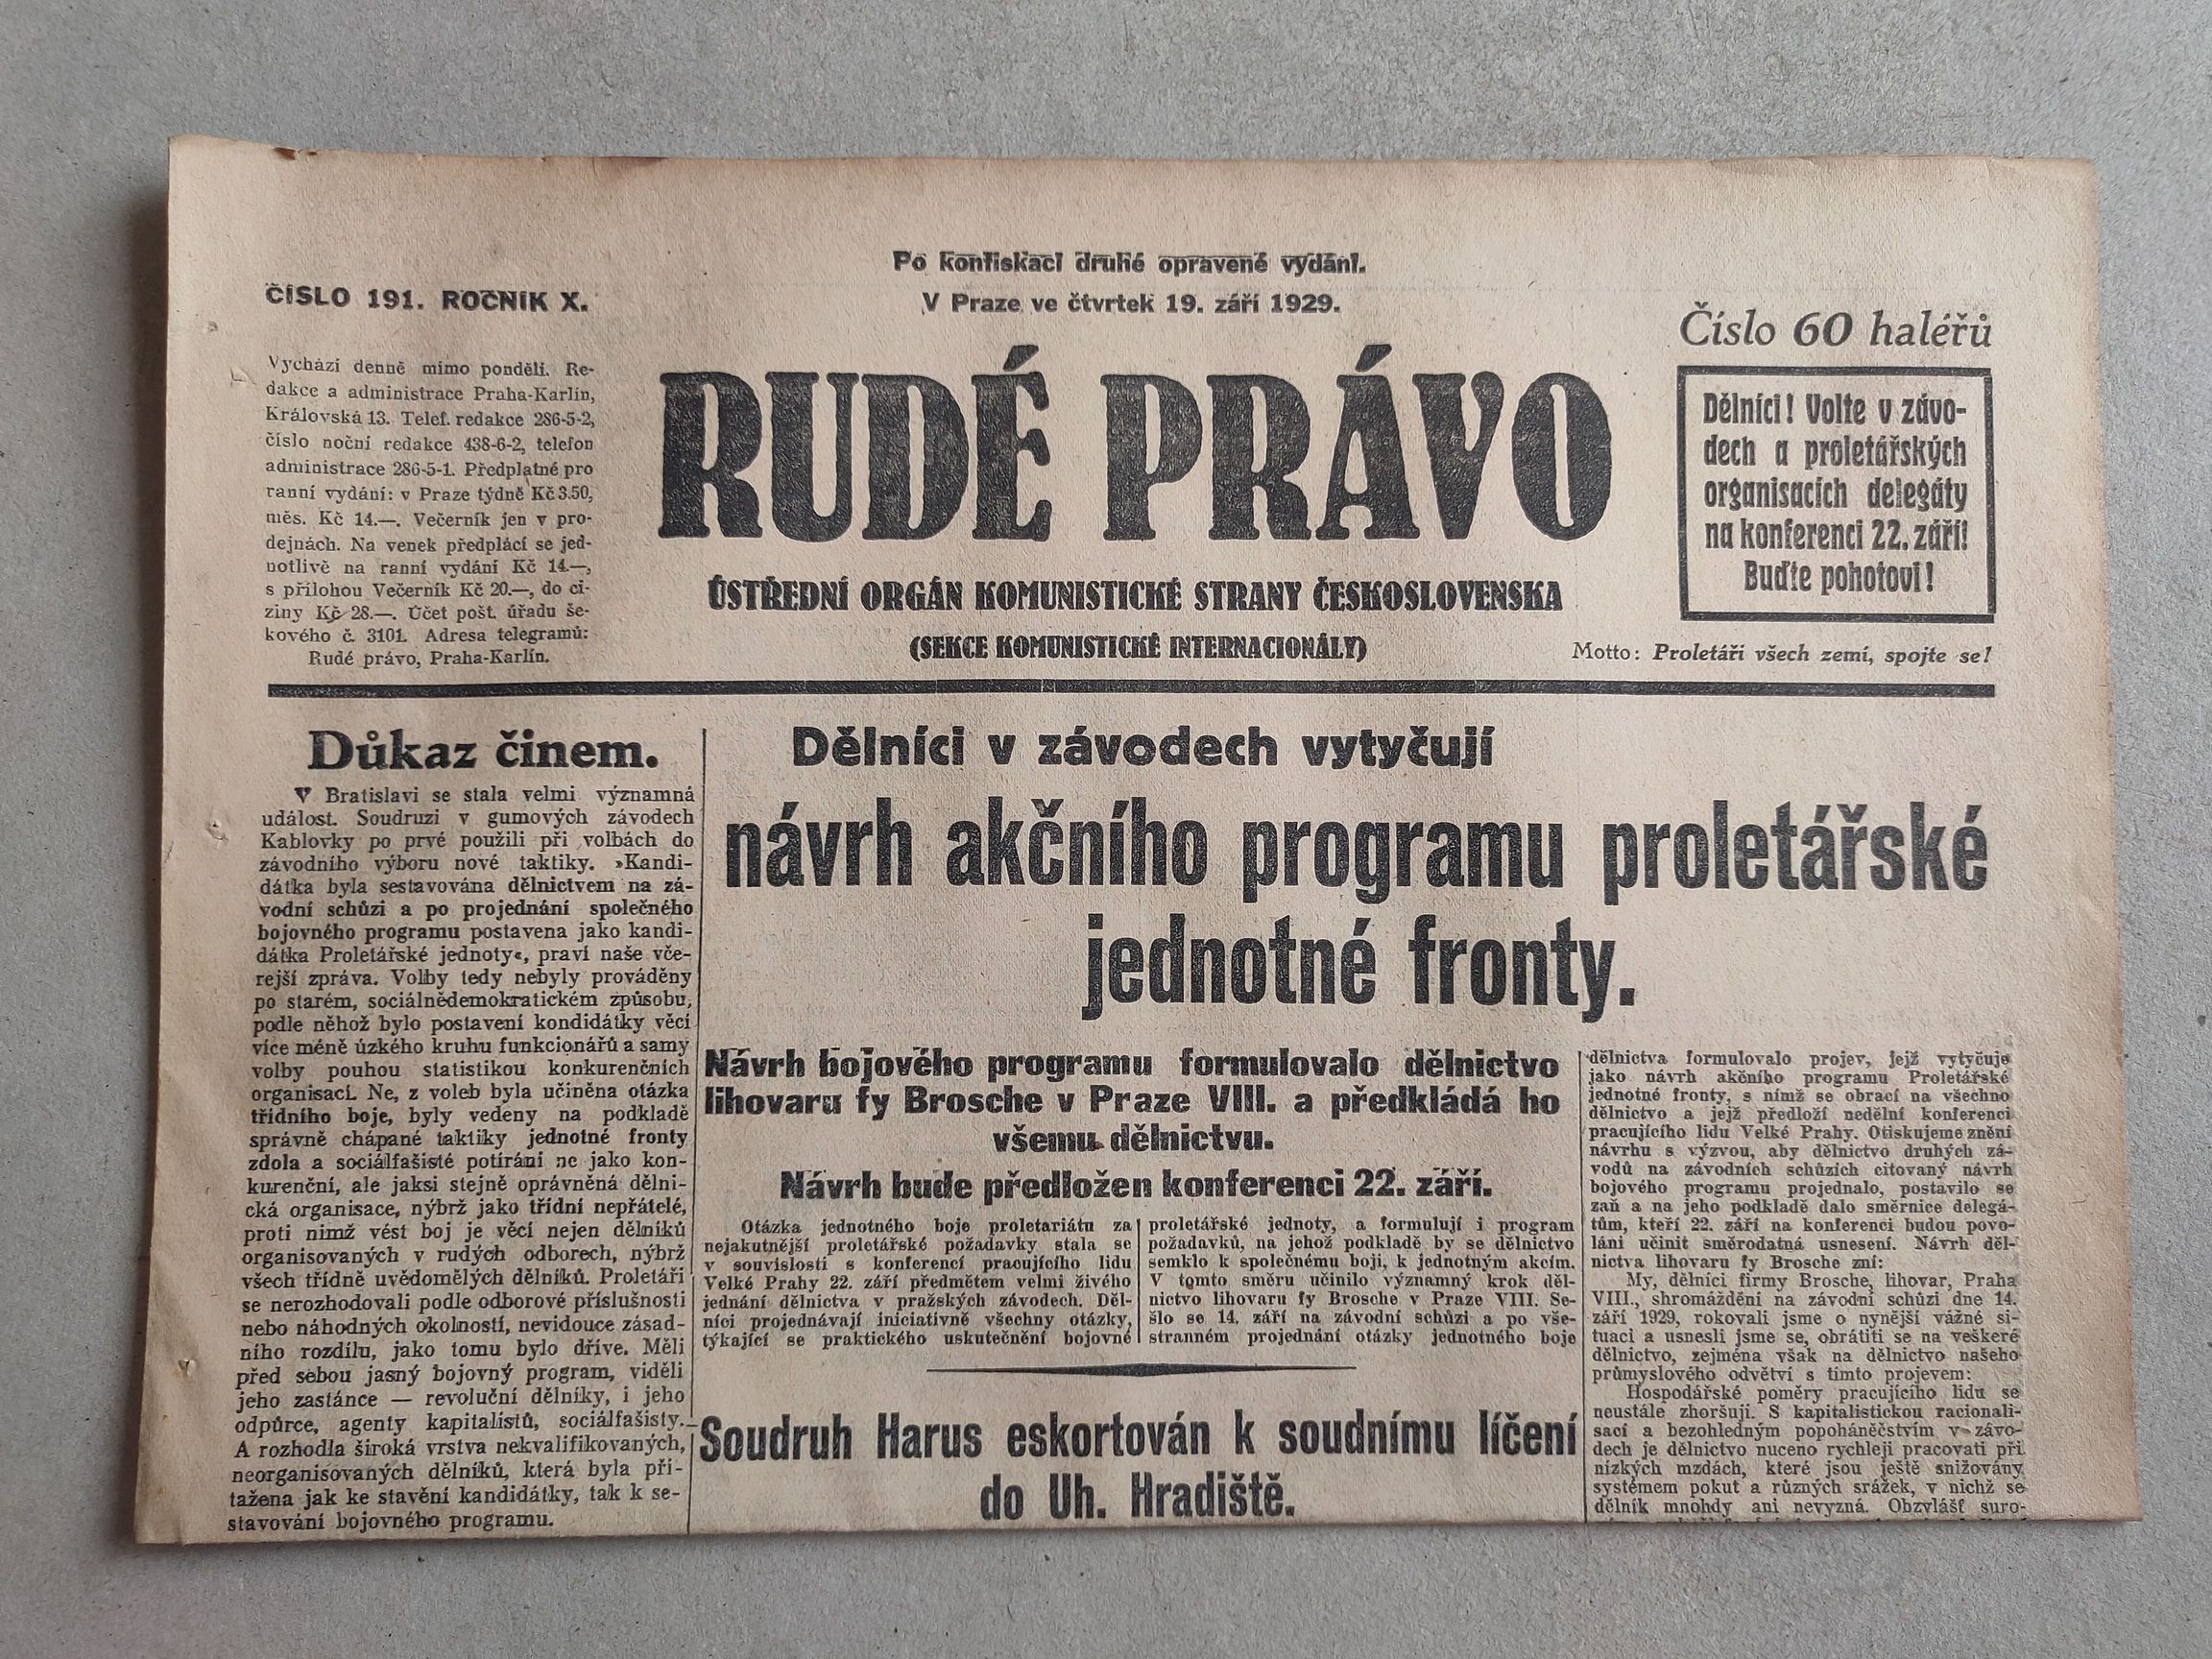 Po konfiskaci druhé opravené vydání.
ČÍSLO 191. ROČNÍK X.
V Praze ve čtvrtek 19. září 1929.
Číslo 60 haléřů
Vychází denně mimo pondělí. Re-
dakce a administrace Praha-Karlín,
Královská 13. Telef. redakce 286-5-2,
číslo noční redakce 438-6-2, telefon
administrace 286-5-1. Předplatné pro
ranní vydání: v Praze týdně Kč 3.50,
měs. Kč 14.—. Večerník jen v pro-
dejnách. Na venek předplácí se jed-
notlivě na ranní vydání Kč 14—,
s přílohou Večerník Kč 20.—, do ci-
ziny Kč 28.—. Účet pošt. úřadu še-
kového č. 3101. Adresa telegramů:
Rudé právo, Praha-Karlín.
RUDÉ PRÁVO
ÚSTŘEDNÍ ORGÁN KOMUNISTICKÉ STRANY ČESKOSLOVENSKA
(SEKCE KOMUNISTICKÉ INTERNACIONÁLY)
Dělníci! Volte v závo-
dech a proletářských
organisacích delegáty
na konferenci 22. září!
Buďte pohotovi!
Motto: Proletáři všech zemí, spojte se!
Důkaz činem.
V Bratislavi se stala velmi významná
událost. Soudruzi v gumových závodech
Kablovky po prvé použili při volbách do
závodního výboru nové taktiky. »Kandi-
dátka byla sestavována dělnictvem na zá-
vodní schůzi a po projednání společného
bojovného programu postavena jako kandi-
dátka Proletářské jednoty«, praví naše vče-
rejší zpráva. Volby tedy nebyly prováděny
po starém, sociálnědemokratickém způsobu,
podle něhož bylo postavení kondidátky věcí
více méně úzkého kruhu funkcionářů a samy
volby pouhou statistikou konkurenčních
organisací. Ne, z voleb byla učiněna otázka
třídního boje, byly vedeny na podkladě
správně chápané taktiky jednotné fronty
zdola a sociálfašisté potíráni ne jako kon-
kurenční, ale jaksi stejně oprávněná dělni-
cká organisace, nýbrž jako třídní nepřátelé,
proti nimž vést boj je věcí nejen dělníků
organisovaných v rudých odborech, nýbrž
všech třídně uvědomělých dělníků. Proletáři
se nerozhodovali podle odborové příslušnosti
nebo náhodných okolností, nevidouce zásad-
ního rozdílu, jako tomu bylo dříve. Měli
před sebou jasný bojovný program, viděli
jeho zastánce — revoluční dělníky, i jeho
odpůrce, agenty kapitalistů, sociálfašisty.
A rozhodla široká vrstva nekvalifikovaných,
neorganisovaných dělníků, která byla při-
tažena jak ke stavění kandidátky, tak k se-
stavování bojovného programu.
Dělníci v závodech vytyčují
návrh akčního programu proletářské
jednotné fronty.
Návrh bojového programu formulovalo dělnictvo
lihovaru fy Brosche v Praze VIII. a předkládá ho
všemu dělnictvu.
Návrh bude předložen konferenci 22. září.
Otázka jednotného boje proletariátu za
nejakutnější proletářské požadavky stala se
v souvislosti s konferencí pracujícího lidu
Velké Prahy 22. září předmětem velmi živého
jednání dělnictva v pražských závodech. Děl-
níci projednávají iniciativně všechny otázky,
týkající se praktického uskutečnění bojovné
proletářské jednoty, a formulují i program
požadavků, na jehož podkladě by se dělnictvo
semklo k společnému boji, k jednotným akcím.
V tomto směru učinilo významný krok děl-
nictvo lihovaru fy Brosche v Praze VIII. Se-
šlo se 14. září na závodní schůzi a po vše-
stranném projednání otázky jednotného boje
dělnictva formulovalo projev, jejž vytyčuje
jako návrh akčního programu Proletářské
jednotné fronty, s nímž se obrací na všechno
dělnictvo a jejž předloží nedělní konferenci
pracujícího lidu Velké Prahy. Otiskujeme znění
návrhu s výzvou, aby dělnictvo druhých zá-
vodů na závodních schůzích citovaný návrh
bojového programu projednalo, postavilo se
zaň a na jeho podkladě dalo směrnice delegá-
tům, kteří 22. září na konferenci budou povo-
láni učinit směrodatná usnesení. Návrh děl-
nictva lihovaru fy Brosche zní:
My, dělníci firmy Brosche, lihovar, Praha
VIII., shromáždění na závodní schůzi dne 14.
září 1929, rokovali jsme o nynější vážné si-
tuaci a usnesli jsme se, obrátiti se na veškeré
dělnictvo, zejména však na dělnictvo našeho
průmyslového odvětví s tímto projevem:
Hospodářské poměry pracujícího lidu se
neustále zhoršují. S kapitalistickou racionali-
sací a bezohledným popoháněčstvím v závo-
dech je dělnictvo nuceno rychleji pracovati při
nízkých mzdách, které jsou ještě snižovány
systémem pokut a různých srážek, v nichž se
dělník mnohdy ani nevyzná. Obzvlášť suro-
Soudruh Harus eskortován k soudnímu líčení
do Uh. Hradiště.